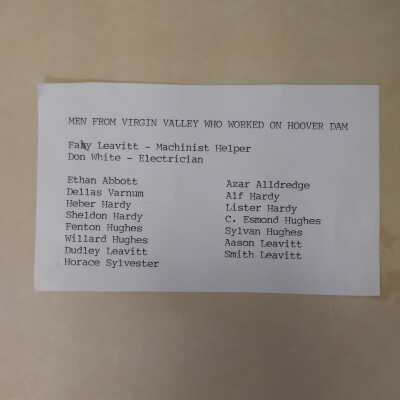 MEN FROM VIRGIN VALLEY WHO WORKED ON HOOVER DAM
Leavitt - Machinist Helper
Don White - Electrician
Ethan Abbott
Dellas Varnum
Heber Hardy
Sheldon Hardy
Fenton Hughes
Willard Hughes
Dudley Leavitt
Horace Sylvester
Azar Alldredge
Alf Hardy
Lister Hardy
C. Esmond Hughes
Sylvan Hughes
Aason Leavitt
Smith Leavitt